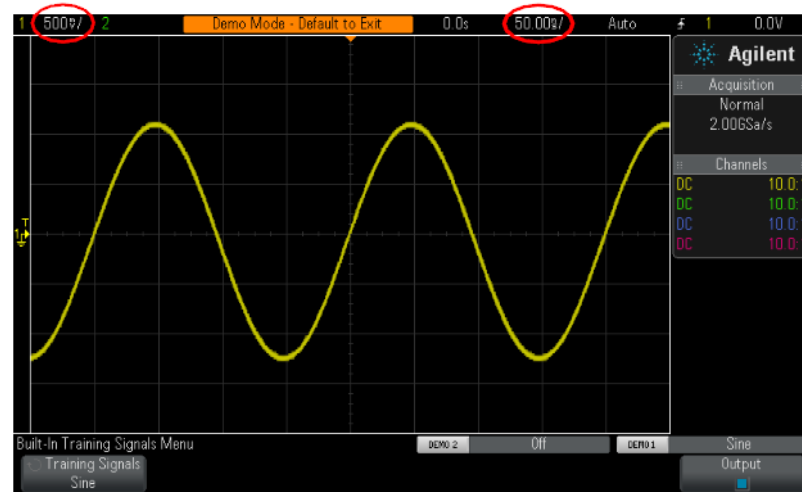 1 500mV/ 2 Demo Mode - Default to Exit 0.0s 50.00ns/ Auto 1 0.0V
Agilent
Acquisition
Normal
2.00GSa/s
Channels
DC 10.0:
DC 10.0:
DC 10.0:
DC 10.0:
T
1
Built-In Training Signals Menu DEMO 2 Off DEMO 1 Sine
Training Signals Output
Sine